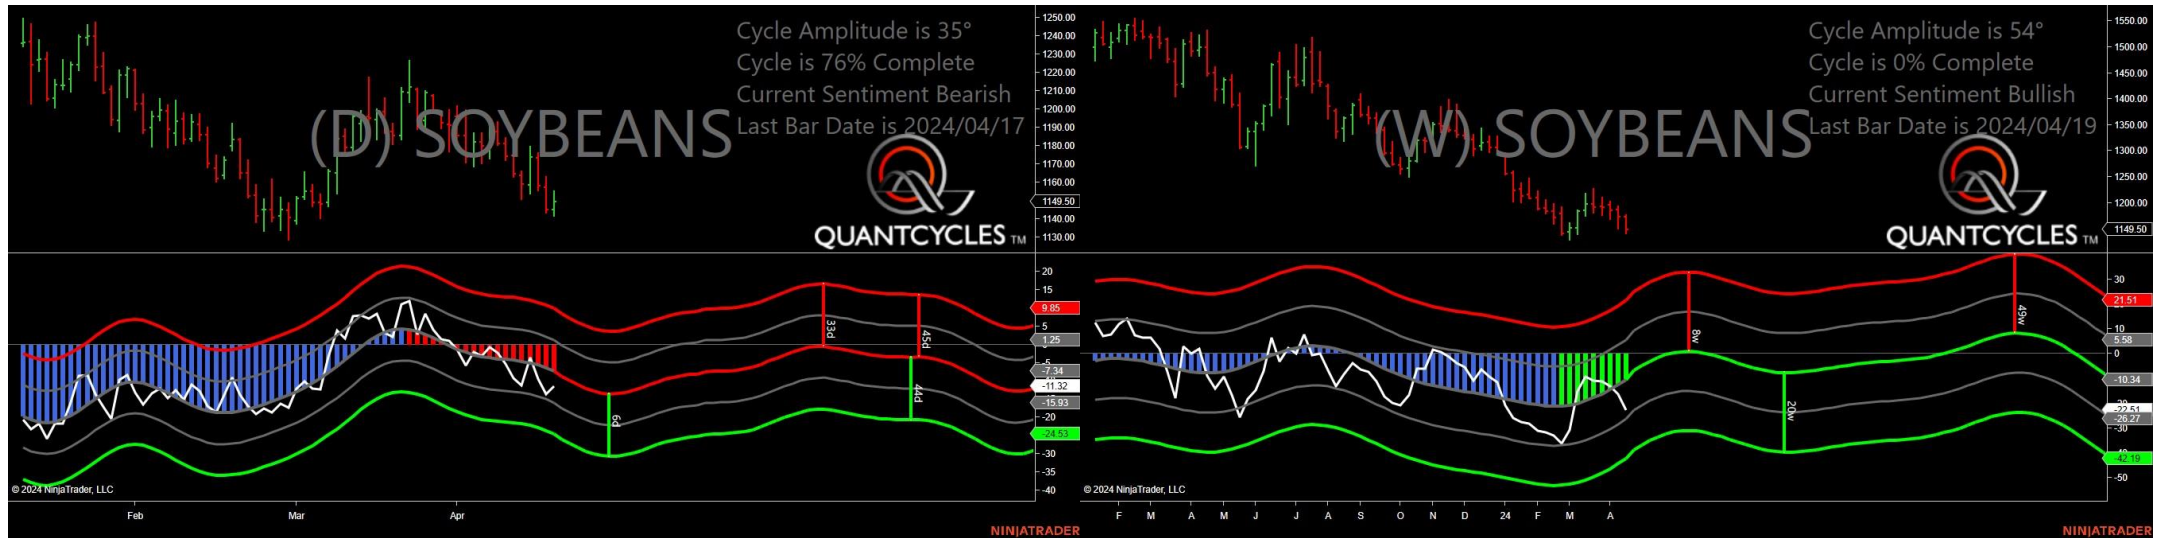 Cycle Amplitude is 35°
Cycle is 76% Complete
Current Sentiment Bearish
Last Bar Date is 2024/04/17
(D) SOYBEANS
QUANTCYCLES TM
1250.00
1240.00
1230.00
1220.00
1210.00
1200.00
1190.00
1180.00
1170.00
1160.00
1149.50
1140.00
1130.00
20
15
9.85
5
1.25
-5
-7.34
-11.32
-15.93
-20
-24.53
-30
-35
-40
33d
45d
44d
6d
© 2024 NinjaTrader, LLC
Feb Mar Apr
NINJATRADER
Cycle Amplitude is 54°
Cycle is 0% Complete
Current Sentiment Bullish
Last Bar Date is 2024/04/19
(W) SOYBEANS
QUANTCYCLES TM
1550.00
1500.00
1450.00
1400.00
1350.00
1300.00
1250.00
1200.00
1149.50
30
21.51
10
5.58
0
-10.34
-22.51
-26.27
-30
-42.19
-50
8w
49w
20w
© 2024 NinjaTrader, LLC
F M A M J J A S O N D 24 F M A
NINJATRADER